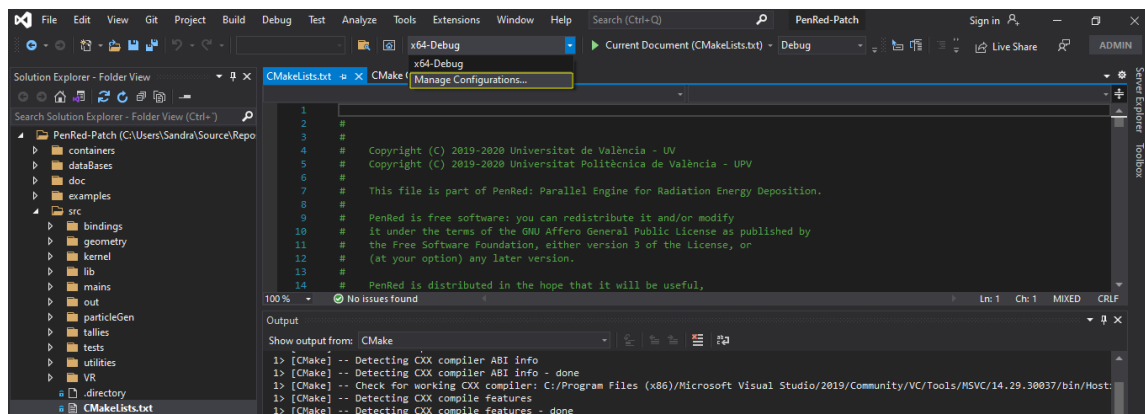 File Edit View Git Project Build Debug Test Analyze Tools Extensions Window Help Search (Ctrl+Q) PenRed-Patch Sign in
x64-Debug Current Document (CMakeLists.txt) Debug Live Share ADMIN
x64-Debug
Manage Configurations...
Solution Explorer - Folder View
Search Solution Explorer - Folder View (Ctrl+¨)
PenRed-Patch (C:\Users\Sandra\Source\Repo
containers
dataBases
doc
examples
src
bindings
geometry
kernel
lib
mains
out
particleGen
tallies
tests
utilities
VR
.directory
CMakeLists.txt
CMakeLists.txt CMake
1
2 #
3 #
4 # Copyright (C) 2019-2020 Universitat de València - UV
5 # Copyright (C) 2019-2020 Universitat Politècnica de València - UPV
6 #
7 # This file is part of PenRed: Parallel Engine for Radiation Energy Deposition.
8 #
9 # PenRed is free software: you can redistribute it and/or modify
10 # it under the terms of the GNU Affero General Public License as published by
11 # the Free Software Foundation, either version 3 of the License, or
12 # (at your option) any later version.
13 #
14 # PenRed is distributed in the hope that it will be useful,
100 % No issues found Ln: 1 Ch: 1 MIXED CRLF
Output
Show output from: CMake
1> [CMake] -- Detecting CXX compiler ABI info
1> [CMake] -- Detecting CXX compiler ABI info - done
1> [CMake] -- Check for working CXX compiler: C:/Program Files (x86)/Microsoft Visual Studio/2019/Community/VC/Tools/MSVC/14.29.30037/bin/Host:
1> [CMake] -- Detecting CXX compile features
1> [CMake] -- Detecting CXX compile features - done
Server Explorer
Toolbox